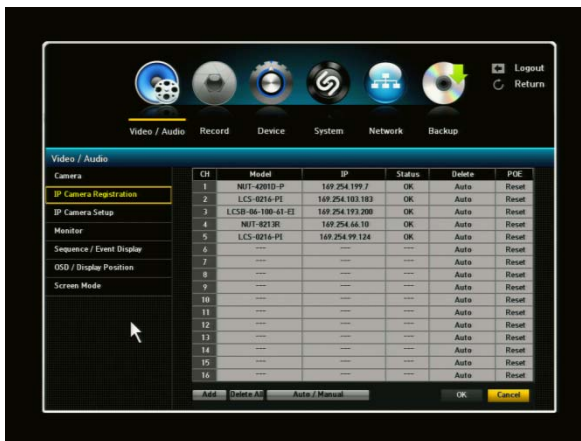 Logout
Return
Video / Audio Record Device System Network Backup
Video / Audio
Camera
IP Camera Registration
IP Camera Setup
Monitor
Sequence / Event Display
OSD / Display Position
Screen Mode
CH Model IP Status Delete POE
1 NUT-4201D-P 169.254.199.7 OK Auto Reset
2 LCS-0216-PI 169.254.103.183 OK Auto Reset
3 LCSB-06-100-61-EI 169.254.193.200 OK Auto Reset
4 NUT-8213R 169.254.66.10 OK Auto Reset
5 LCS-0216-PI 169.254.99.124 OK Auto Reset
6 --- --- --- Auto Reset
7 --- --- --- Auto Reset
8 --- --- --- Auto Reset
9 --- --- --- Auto Reset
10 --- --- --- Auto Reset
11 --- --- --- Auto Reset
12 --- --- --- Auto Reset
13 --- --- --- Auto Reset
14 --- --- --- Auto Reset
15 --- --- --- Auto Reset
16 --- --- --- Auto Reset
Add Delete All Auto / Manual OK Cancel